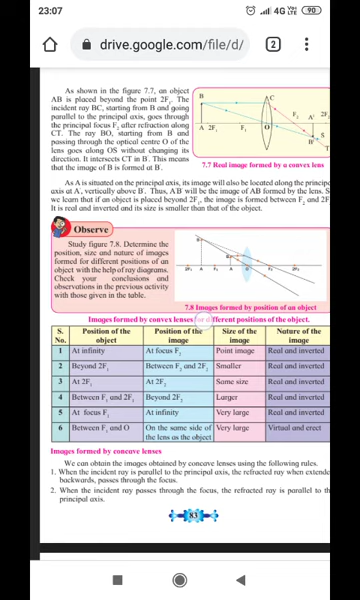 23:07
4G
VoLTE
90
drive.google.com/file/d/
2
As shown in the figure 7.7, an object
AB is placed beyond the point 2F₁. The
incident ray BC, starting from B and going
parallel to the principal axis, goes through
the principal focus F₂ after refraction along
CT. The ray BO, starting from B and
passing through the optical centre O of the
lens goes along OS without changing its
direction. It intersects CT in B'. This means
that the image of B is formed at B'.
B
C
A 2F₁ F₁ O F₂ A' 2F
S
B'
T
7.7 Real image formed by a convex lens
As A is situated on the principal axis, its image will also be located along the princip
axis at A', vertically above B'. Thus, A'B' will be the image of AB formed by the lens. S
we learn that if an object is placed beyond 2F₁, the image is formed between F₂ and 2F
It is real and inverted and its size is smaller than that of the object.
Observe
Study figure 7.8. Determine the
position, size and nature of images
formed for different positions of an
object with the help of ray diagrams.
Check your conclusions and
observations in the previous activity
with those given in the table.
7.8 Images formed by position of an object
Images formed by convex lenses for different positions of the object.
S. No. Position of the object Position of the image Size of the image Nature of the image
1 At infinity At focus F₂ Point image Real and inverted
2 Beyond 2F₁ Between F₂ and 2F₂ Smaller Real and inverted
3 At 2F₁ At 2F₂ Same size Real and inverted
4 Between F₁ and 2F₁ Beyond 2F₂ Larger Real and inverted
5 At focus F₁ At infinity Very large Real and inverted
6 Between F₁ and O On the same side of the lens as the object Very large Virtual and erect
Images formed by concave lenses
We can obtain the images obtained by concave lenses using the following rules.
1. When the incident ray is parallel to the principal axis, the refracted ray when extende
backwards, passes through the focus.
2. When the incident ray passes through the focus, the refracted ray is parallel to th
principal axis.
83